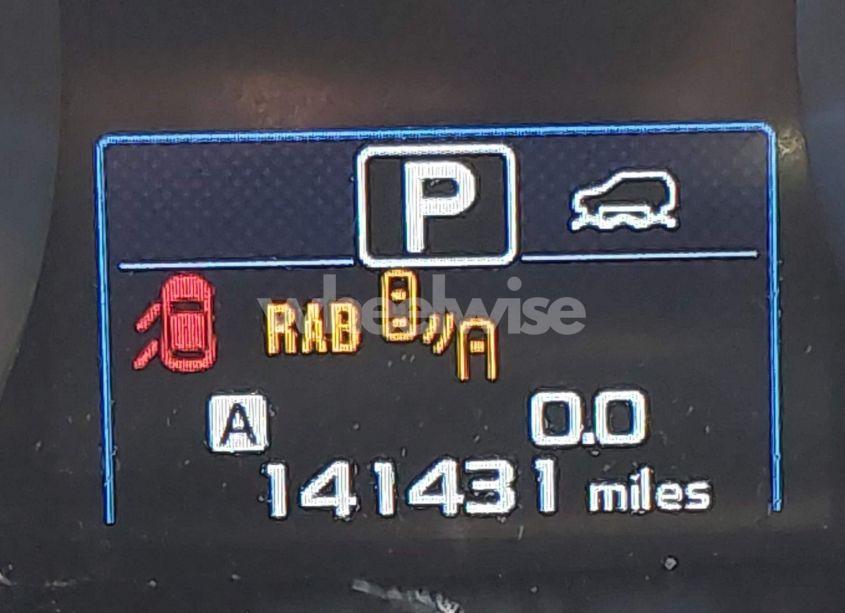 P
RAB
wheelwise
A 0.0
141431 miles